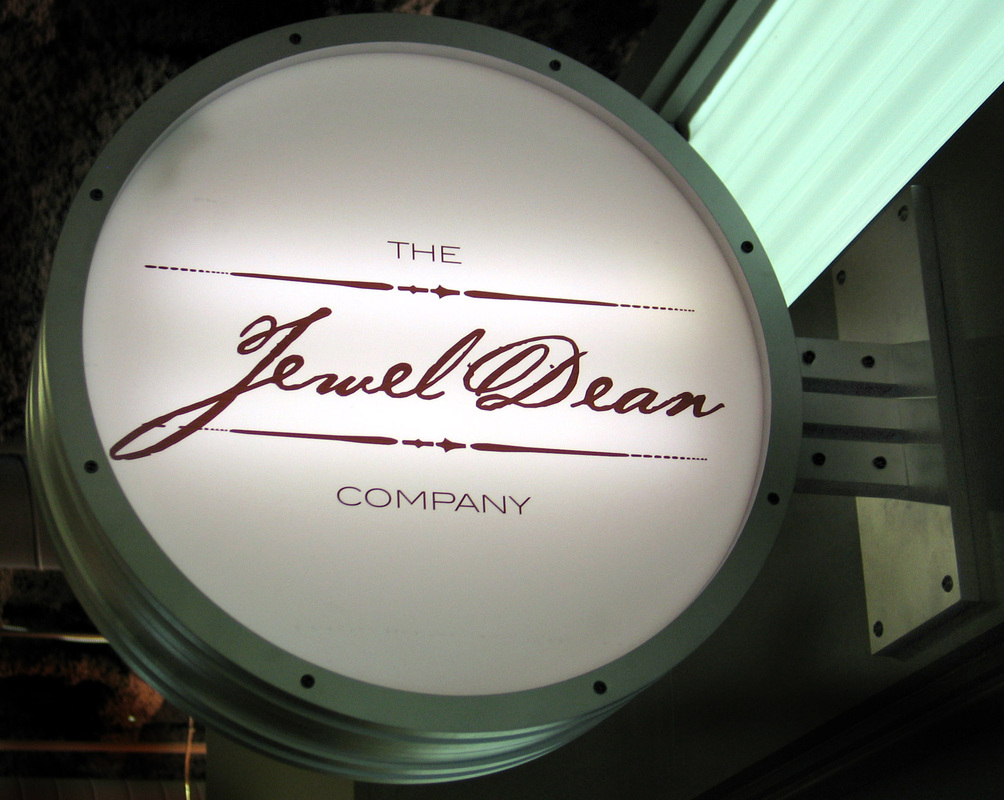 THE
Jewel Dean
COMPANY